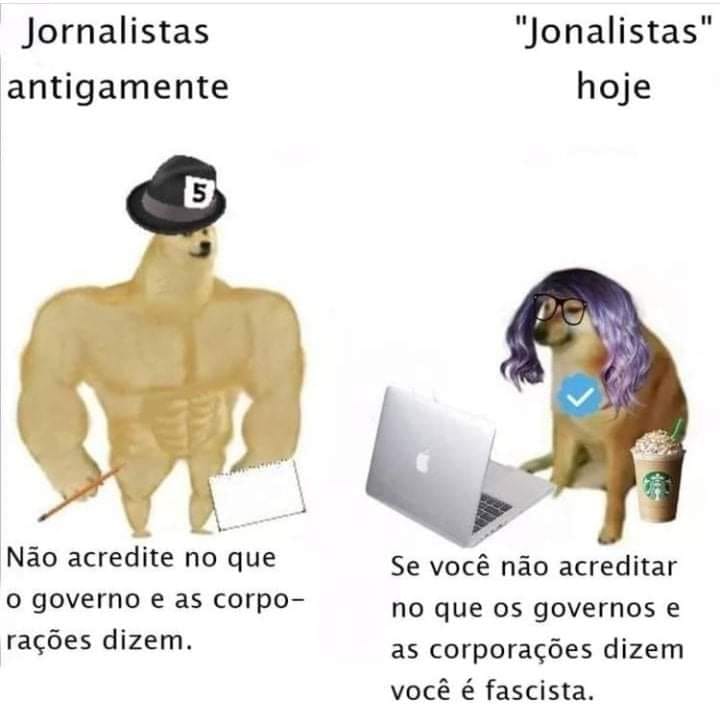 Jornalistas
antigamente
"Jonalistas"
hoje
5
Não acredite no que
o governo e as corpo-
rações dizem.
Se você não acreditar
no que os governos e
as corporações dizem
você é fascista.